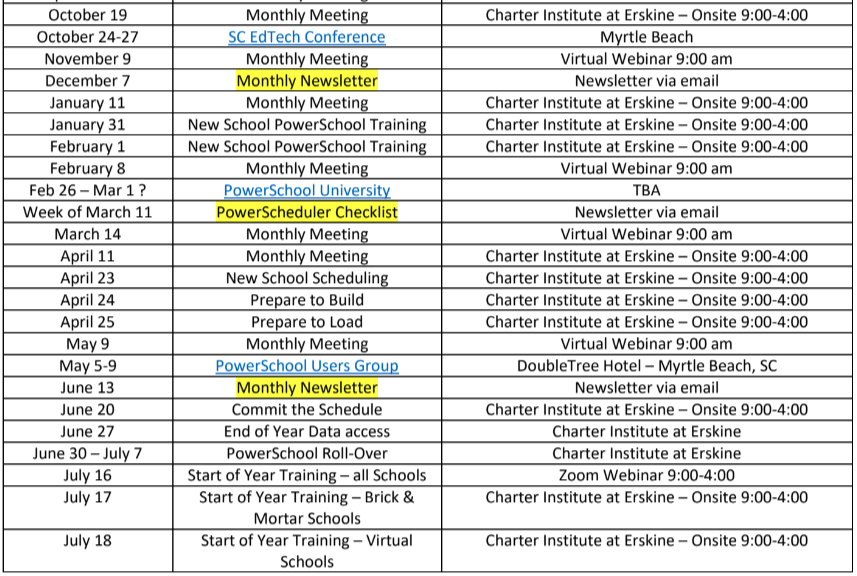 October 19 Monthly Meeting Charter Institute at Erskine – Onsite 9:00-4:00
October 24-27 SC EdTech Conference Myrtle Beach
November 9 Monthly Meeting Virtual Webinar 9:00 am
December 7 Monthly Newsletter Newsletter via email
January 11 Monthly Meeting Charter Institute at Erskine – Onsite 9:00-4:00
January 31 New School PowerSchool Training Charter Institute at Erskine – Onsite 9:00-4:00
February 1 New School PowerSchool Training Charter Institute at Erskine – Onsite 9:00-4:00
February 8 Monthly Meeting Virtual Webinar 9:00 am
Feb 26 – Mar 1 ? PowerSchool University TBA
Week of March 11 PowerScheduler Checklist Newsletter via email
March 14 Monthly Meeting Virtual Webinar 9:00 am
April 11 Monthly Meeting Charter Institute at Erskine – Onsite 9:00-4:00
April 23 New School Scheduling Charter Institute at Erskine – Onsite 9:00-4:00
April 24 Prepare to Build Charter Institute at Erskine – Onsite 9:00-4:00
April 25 Prepare to Load Charter Institute at Erskine – Onsite 9:00-4:00
May 9 Monthly Meeting Virtual Webinar 9:00 am
May 5-9 PowerSchool Users Group DoubleTree Hotel – Myrtle Beach, SC
June 13 Monthly Newsletter Newsletter via email
June 20 Commit the Schedule Charter Institute at Erskine – Onsite 9:00-4:00
June 27 End of Year Data access Charter Institute at Erskine
June 30 – July 7 PowerSchool Roll-Over Charter Institute at Erskine
July 16 Start of Year Training – all Schools Zoom Webinar 9:00-4:00
July 17 Start of Year Training – Brick & Charter Institute at Erskine – Onsite 9:00-4:00
Mortar Schools
July 18 Start of Year Training – Virtual Charter Institute at Erskine – Onsite 9:00-4:00
Schools